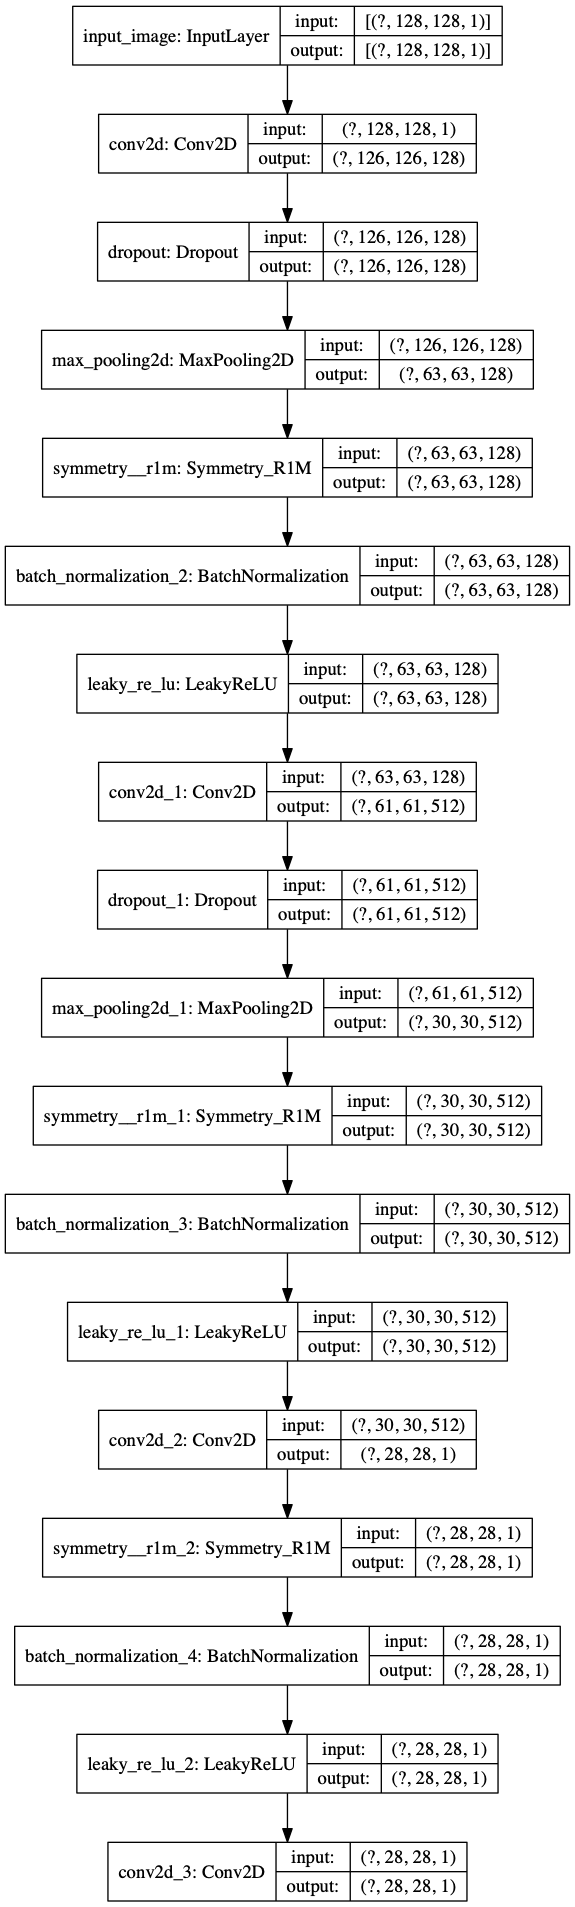 input_image: InputLayer
input: [(?, 128, 128, 1)]
output: [(?, 128, 128, 1)]
conv2d: Conv2D
input: (?, 128, 128, 1)
output: (?, 126, 126, 128)
dropout: Dropout
input: (?, 126, 126, 128)
output: (?, 126, 126, 128)
max_pooling2d: MaxPooling2D
input: (?, 126, 126, 128)
output: (?, 63, 63, 128)
symmetry__r1m: Symmetry_R1M
input: (?, 63, 63, 128)
output: (?, 63, 63, 128)
batch_normalization_2: BatchNormalization
input: (?, 63, 63, 128)
output: (?, 63, 63, 128)
leaky_re_lu: LeakyReLU
input: (?, 63, 63, 128)
output: (?, 63, 63, 128)
conv2d_1: Conv2D
input: (?, 63, 63, 128)
output: (?, 61, 61, 512)
dropout_1: Dropout
input: (?, 61, 61, 512)
output: (?, 61, 61, 512)
max_pooling2d_1: MaxPooling2D
input: (?, 61, 61, 512)
output: (?, 30, 30, 512)
symmetry__r1m_1: Symmetry_R1M
input: (?, 30, 30, 512)
output: (?, 30, 30, 512)
batch_normalization_3: BatchNormalization
input: (?, 30, 30, 512)
output: (?, 30, 30, 512)
leaky_re_lu_1: LeakyReLU
input: (?, 30, 30, 512)
output: (?, 30, 30, 512)
conv2d_2: Conv2D
input: (?, 30, 30, 512)
output: (?, 28, 28, 1)
symmetry__r1m_2: Symmetry_R1M
input: (?, 28, 28, 1)
output: (?, 28, 28, 1)
batch_normalization_4: BatchNormalization
input: (?, 28, 28, 1)
output: (?, 28, 28, 1)
leaky_re_lu_2: LeakyReLU
input: (?, 28, 28, 1)
output: (?, 28, 28, 1)
conv2d_3: Conv2D
input: (?, 28, 28, 1)
output: (?, 28, 28, 1)